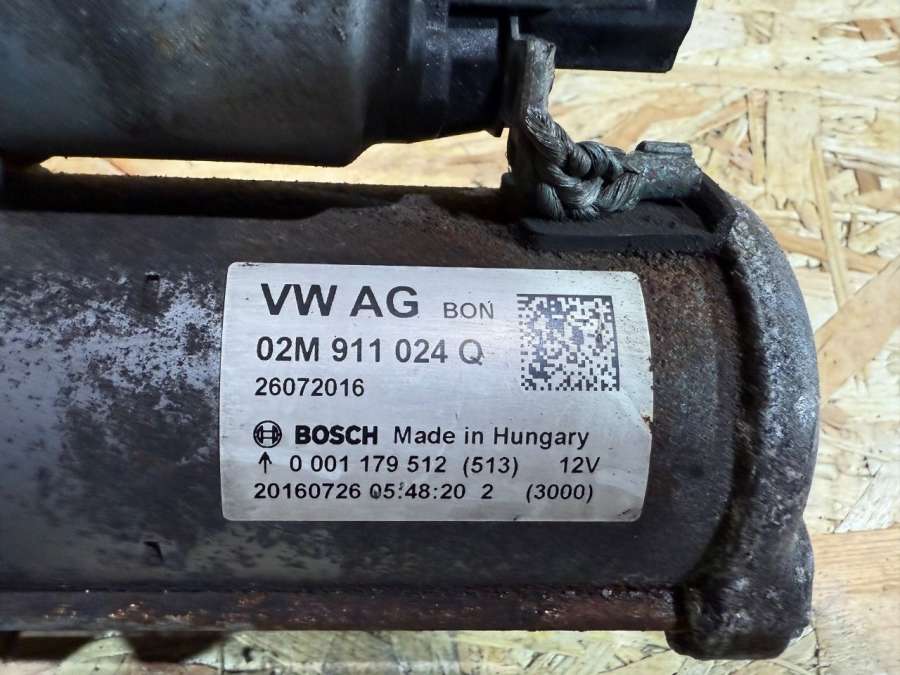 VW AG BON
02M 911 024 Q
26072016
BOSCH Made in Hungary
↑ 0 001 179 512 (513) 12V
20160726 05:48:20 2 (3000)